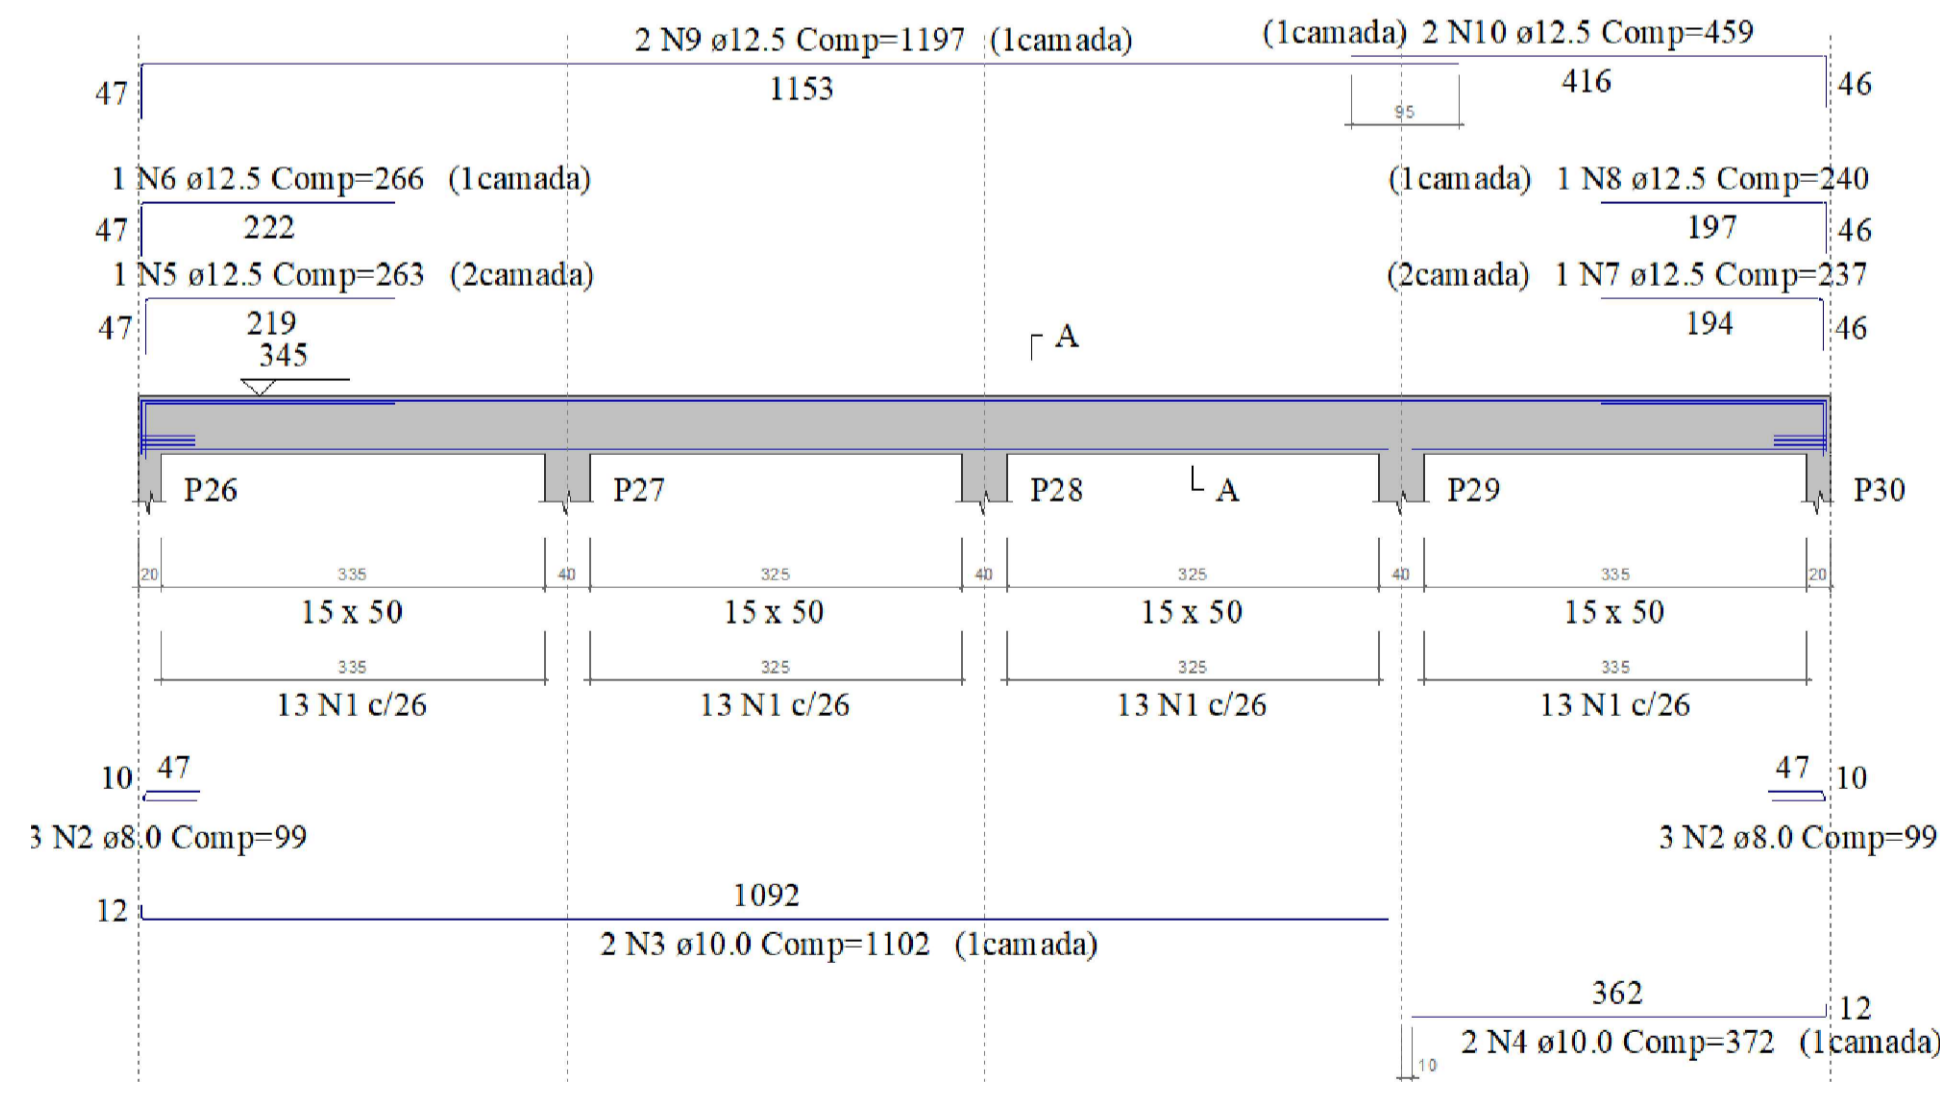 2 N9 ø12.5 Comp=1197 (1camada)
(1camada) 2 N10 ø12.5 Comp=459
47 1153 416 46
95
1 N6 ø12.5 Comp=266 (1camada)
(1camada) 1 N8 ø12.5 Comp=240
47 222 197 46
1 N5 ø12.5 Comp=263 (2camada)
(2camada) 1 N7 ø12.5 Comp=237
47 219 194 46
345
A
P26 P27 P28 A P29 P30
20 335 40 325 40 325 40 335 20
15 x 50 15 x 50 15 x 50 15 x 50
335 325 325 335
13 N1 c/26 13 N1 c/26 13 N1 c/26 13 N1 c/26
10 47 47 10
3 N2 ø8.0 Comp=99 3 N2 ø8.0 Comp=99
1092
12
2 N3 ø10.0 Comp=1102 (1camada)
362
12
2 N4 ø10.0 Comp=372 (1camada)
10